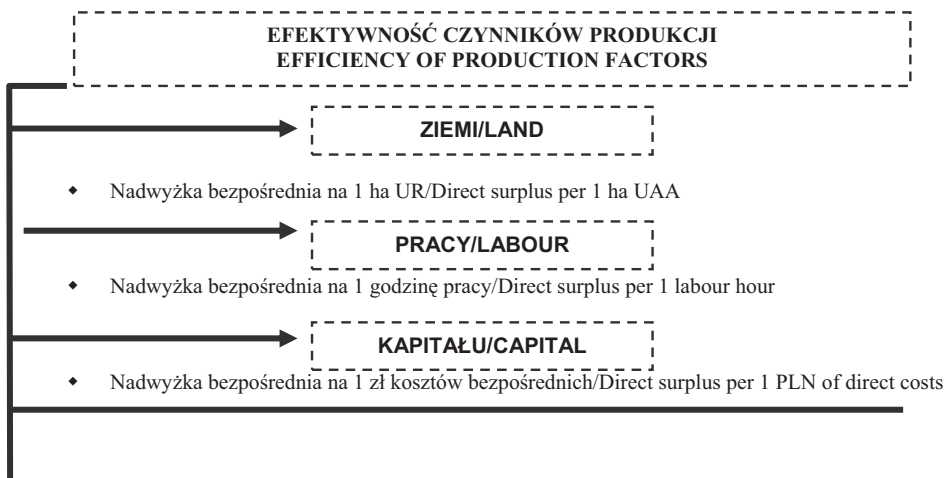 EFEKTYWNOŚĆ CZYNNIKÓW PRODUKCJI
EFFICIENCY OF PRODUCTION FACTORS
ZIEMI/LAND
◆ Nadwyżka bezpośrednia na 1 ha UR/Direct surplus per 1 ha UAA
PRACY/LABOUR
◆ Nadwyżka bezpośrednia na 1 godzinę pracy/Direct surplus per 1 labour hour
KAPITAŁU/CAPITAL
◆ Nadwyżka bezpośrednia na 1 zł kosztów bezpośrednich/Direct surplus per 1 PLN of direct costs